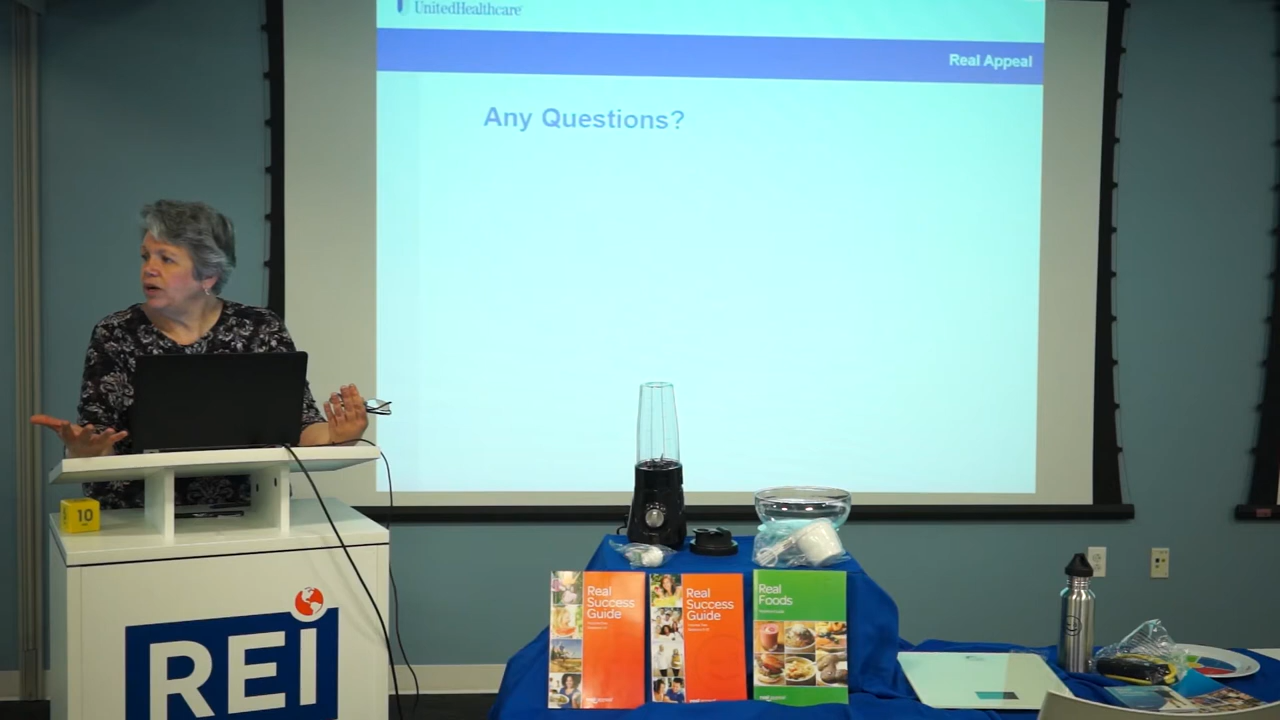 UnitedHealthcare
Real Appeal
Any Questions?
10
REI
Real
Success
Guide
Real
Success
Guide
Real
Foods